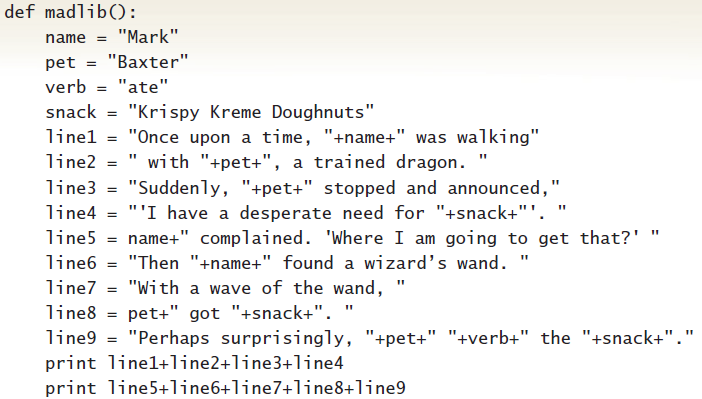 def madlib():
    name = "Mark"
    pet = "Baxter"
    verb = "ate"
    snack = "Krispy Kreme Doughnuts"
    line1 = "Once upon a time, "+name+" was walking"
    line2 = " with "+pet+", a trained dragon. "
    line3 = "Suddenly, "+pet+" stopped and announced,"
    line4 = "'I have a desperate need for "+snack+"'. "
    line5 = name+" complained. 'Where I am going to get that?' "
    line6 = "Then "+name+" found a wizard’s wand. "
    line7 = "With a wave of the wand, "
    line8 = pet+" got "+snack+". "
    line9 = "Perhaps surprisingly, "+pet+" "+verb+" the "+snack+"."
    print line1+line2+line3+line4
    print line5+line6+line7+line8+line9